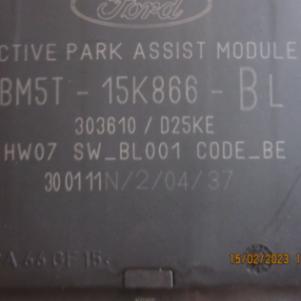 Ford
CTIVE PARK ASSIST MODULE
BM5T - 15K866 - BL
303610 / D25KE
HW07 SW_BL001 CODE_BE
300111N/2/04/37
15/02/2023